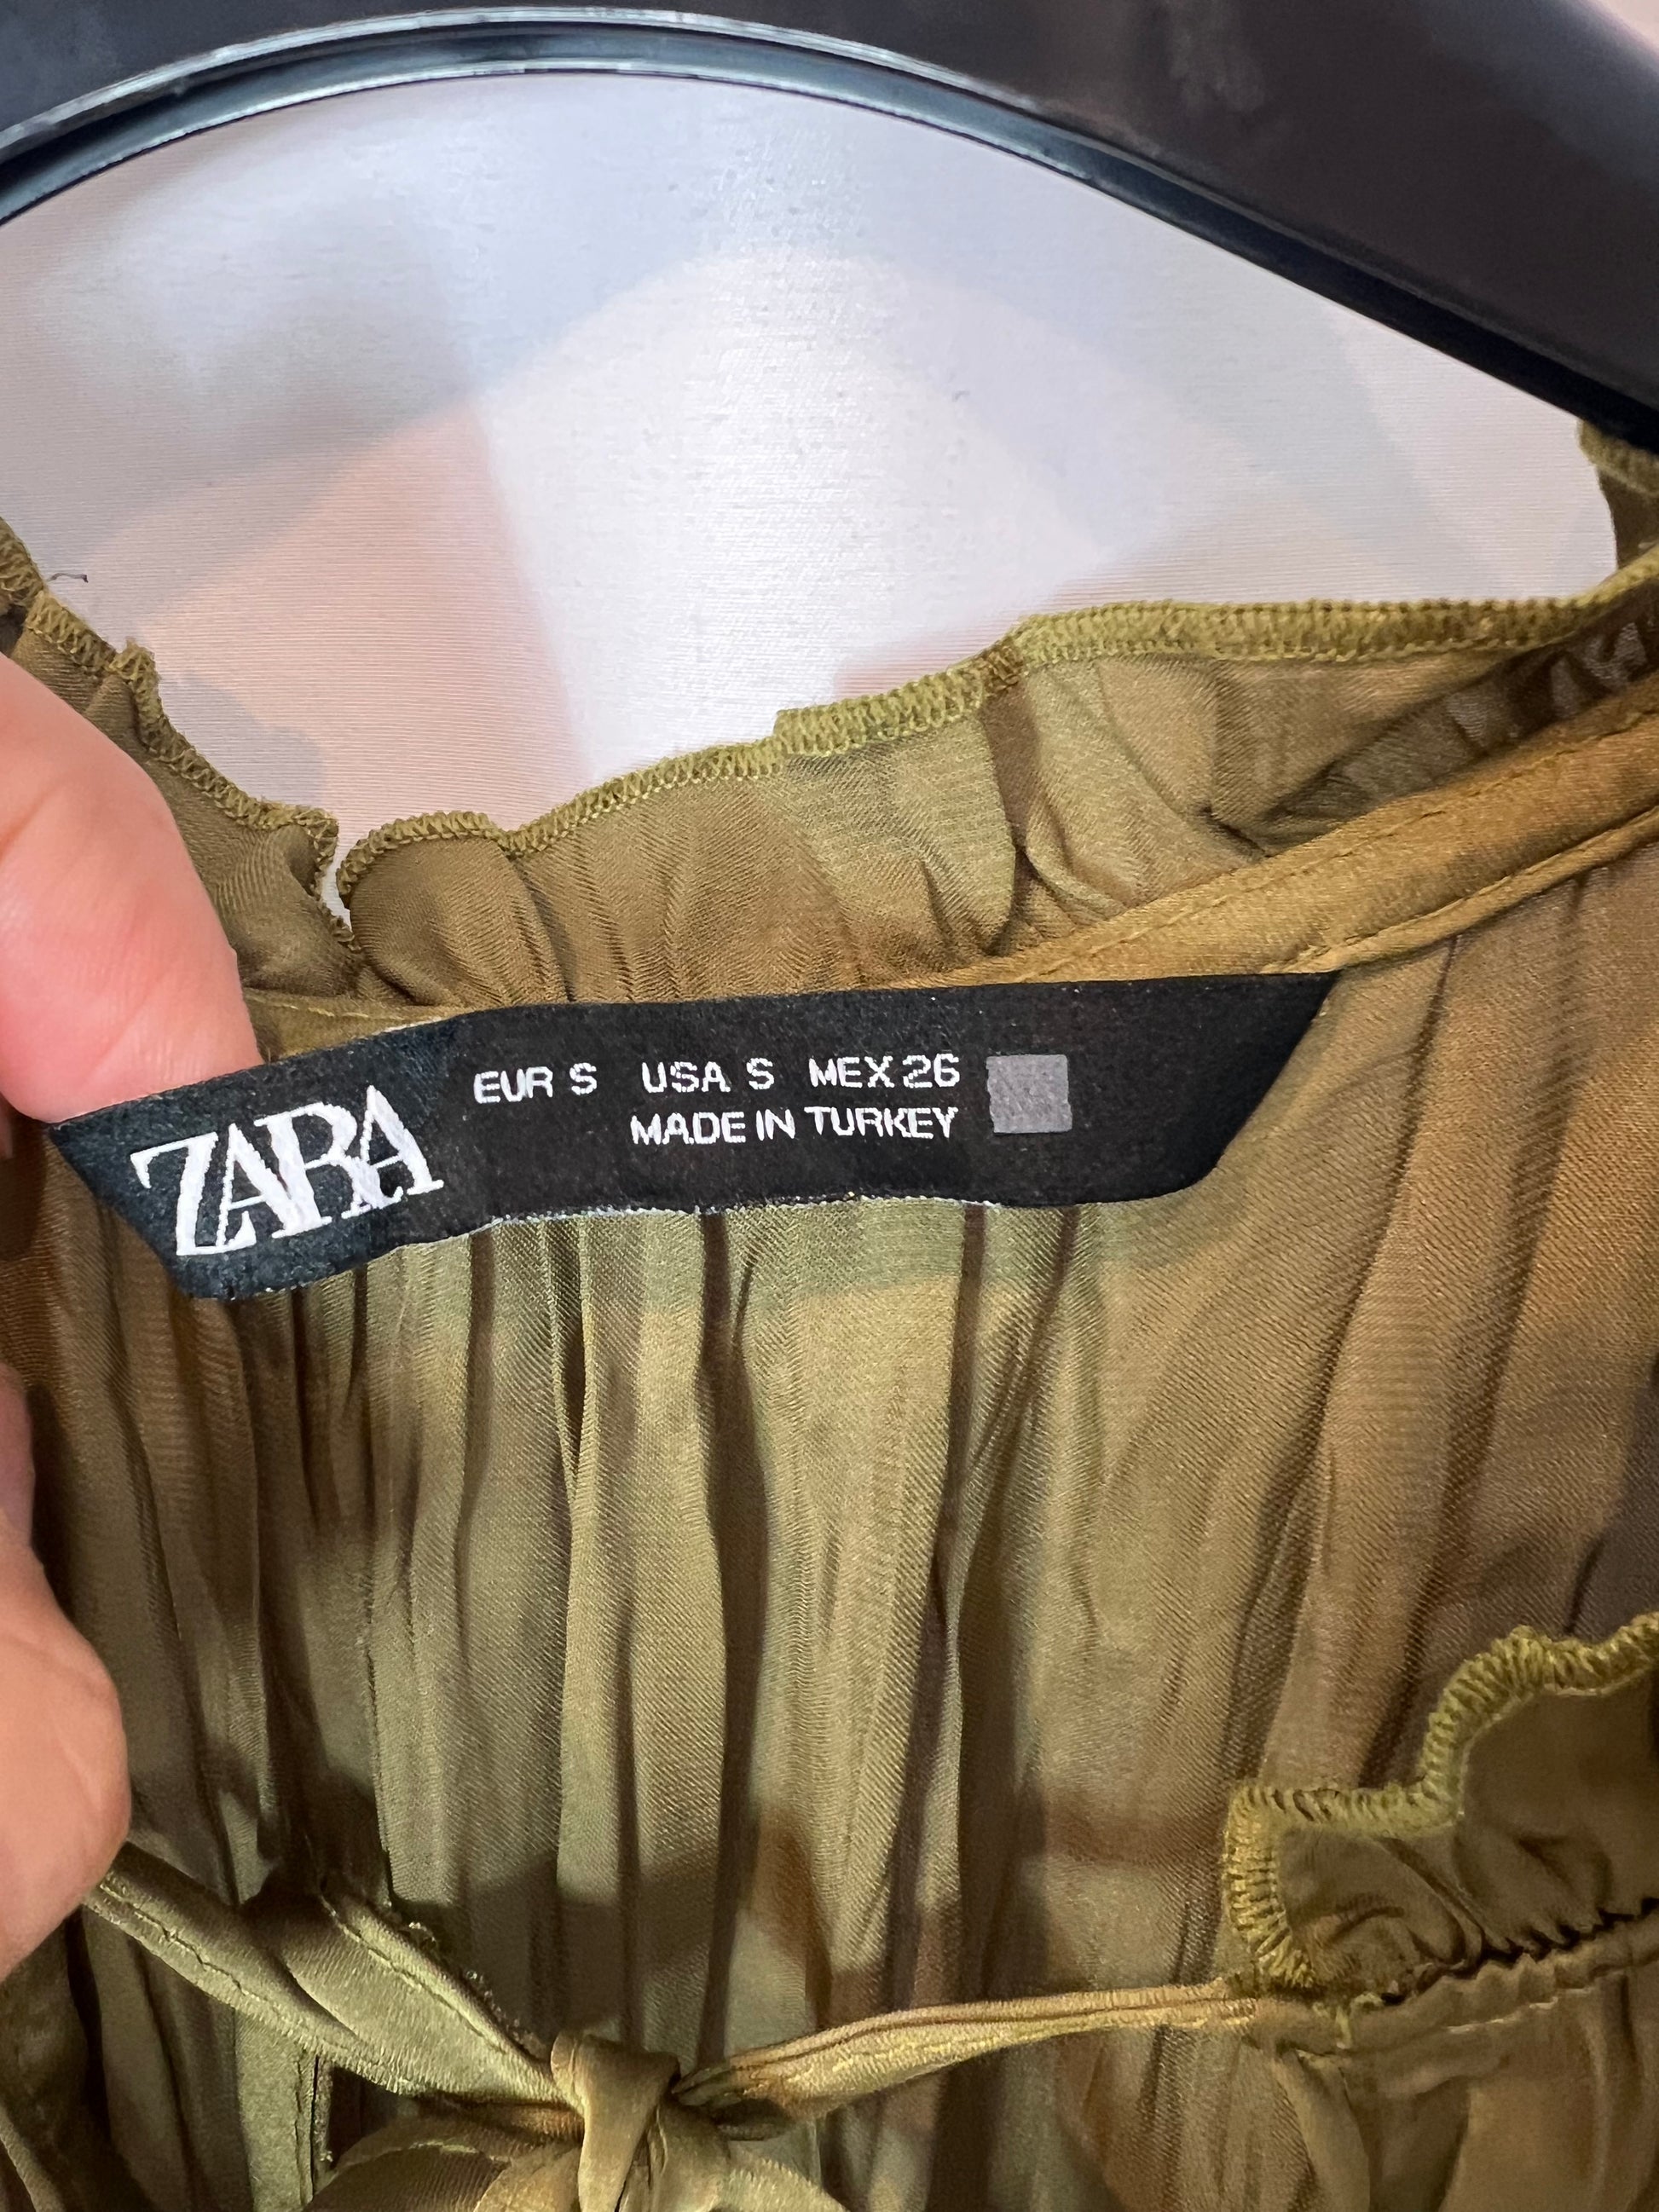 ZARA
EUR S USA S MEX 26
MADE IN TURKEY